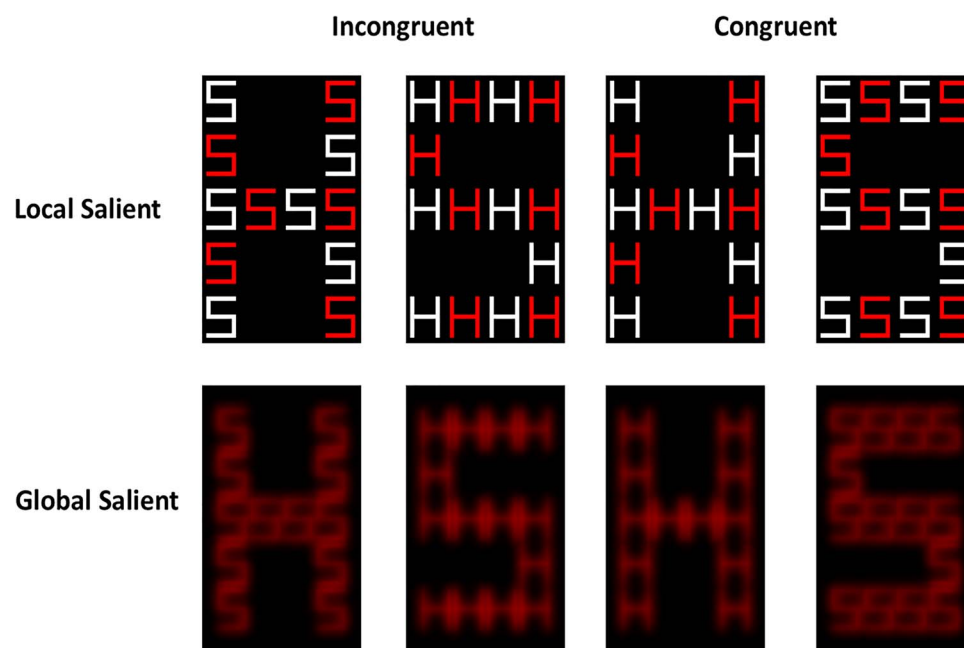 Incongruent Congruent
S S H H H H H H S S S S
S S H H H S
Local Salient S S S S H H H H H H H H S S S S
S S H H H S
S S H H H H H H S S S S
Global Salient H S H S